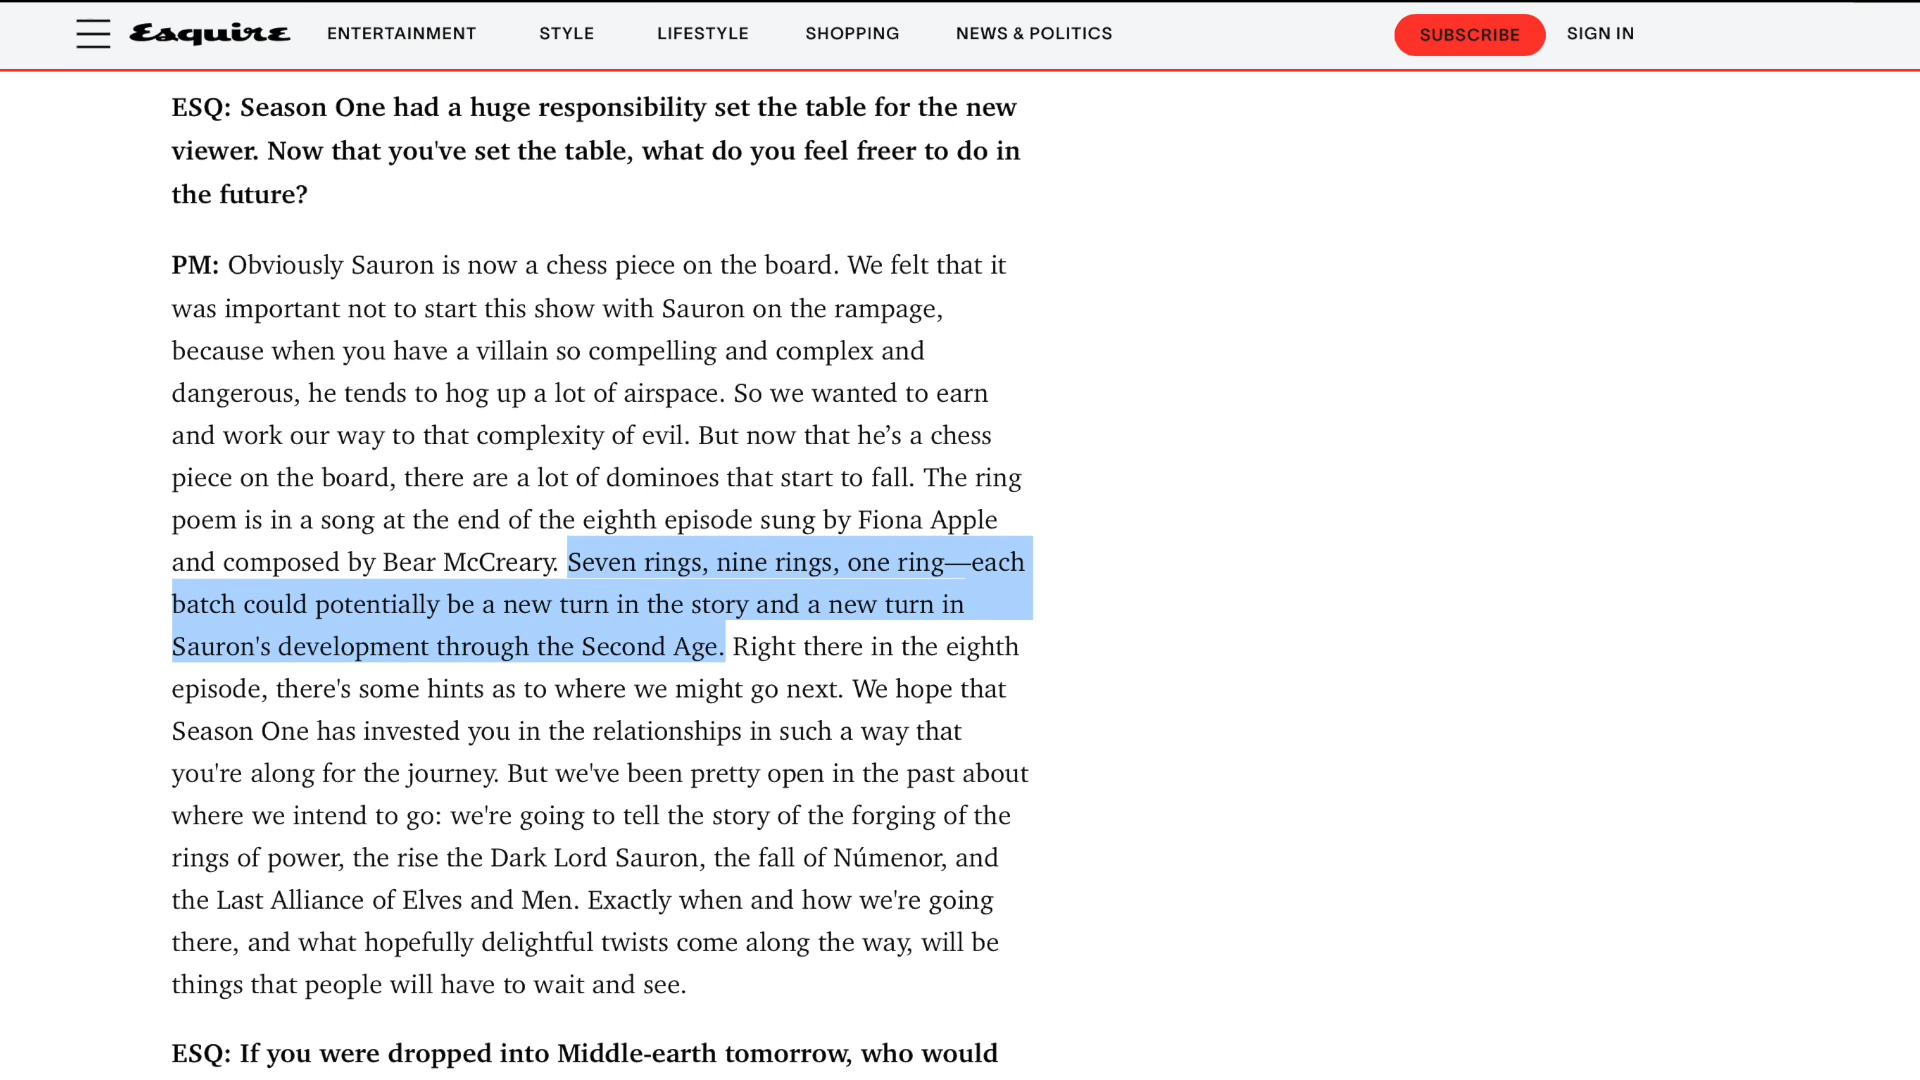 Esquire ENTERTAINMENT STYLE LIFESTYLE SHOPPING NEWS & POLITICS SUBSCRIBE SIGN IN
ESQ: Season One had a huge responsibility set the table for the new
viewer. Now that you've set the table, what do you feel freer to do in
the future?
PM: Obviously Sauron is now a chess piece on the board. We felt that it
was important not to start this show with Sauron on the rampage,
because when you have a villain so compelling and complex and
dangerous, he tends to hog up a lot of airspace. So we wanted to earn
and work our way to that complexity of evil. But now that he’s a chess
piece on the board, there are a lot of dominoes that start to fall. The ring
poem is in a song at the end of the eighth episode sung by Fiona Apple
and composed by Bear McCreary. Seven rings, nine rings, one ring—each
batch could potentially be a new turn in the story and a new turn in
Sauron's development through the Second Age. Right there in the eighth
episode, there's some hints as to where we might go next. We hope that
Season One has invested you in the relationships in such a way that
you're along for the journey. But we've been pretty open in the past about
where we intend to go: we're going to tell the story of the forging of the
rings of power, the rise the Dark Lord Sauron, the fall of Númenor, and
the Last Alliance of Elves and Men. Exactly when and how we're going
there, and what hopefully delightful twists come along the way, will be
things that people will have to wait and see.
ESQ: If you were dropped into Middle-earth tomorrow, who would